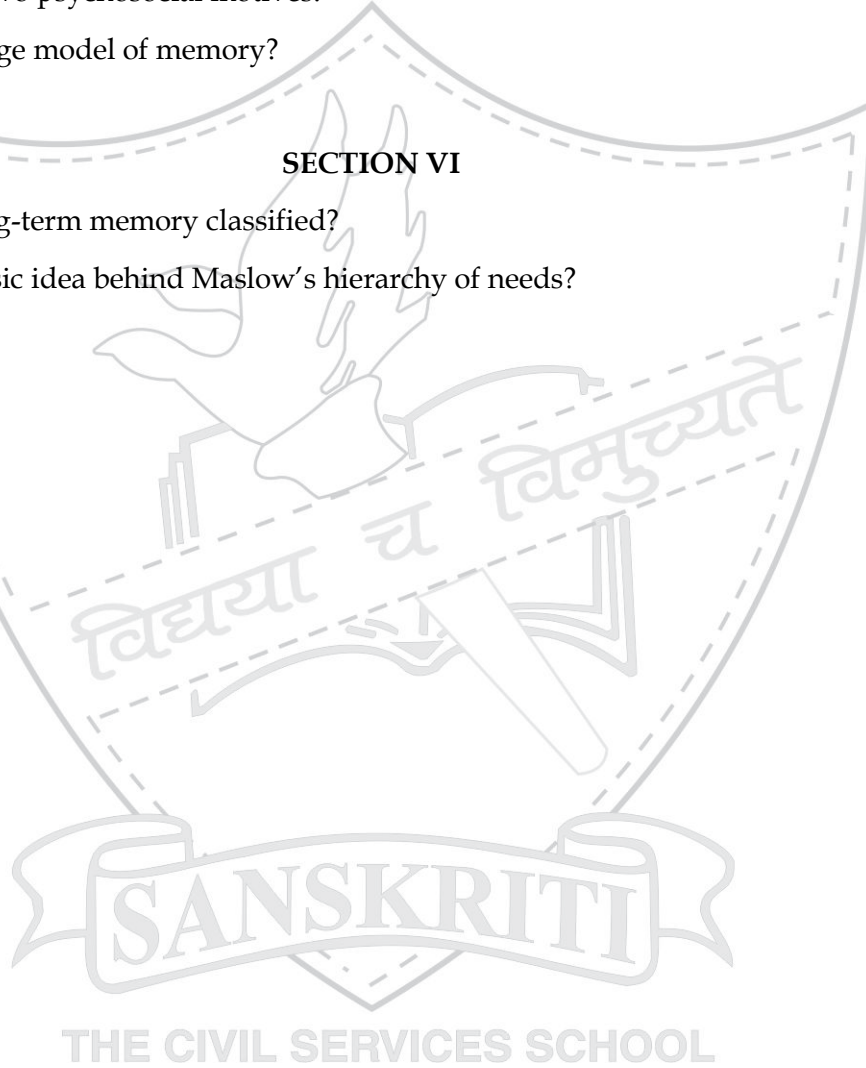 psychosocial motives.
ge model of memory?
SECTION VI
g-term memory classified?
sic idea behind Maslow's hierarchy of needs?
विद्यया च विमुच्यते
SANSKRITI
THE CIVIL SERVICES SCHOOL